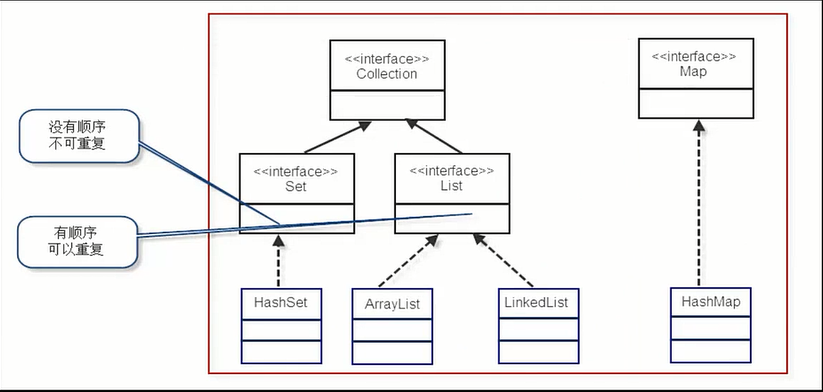 <<interface>>
Collection
<<interface>>
Map
没有顺序
不可重复
<<interface>>
Set
<<interface>>
List
有顺序
可以重复
HashSet
ArrayList
LinkedList
HashMap